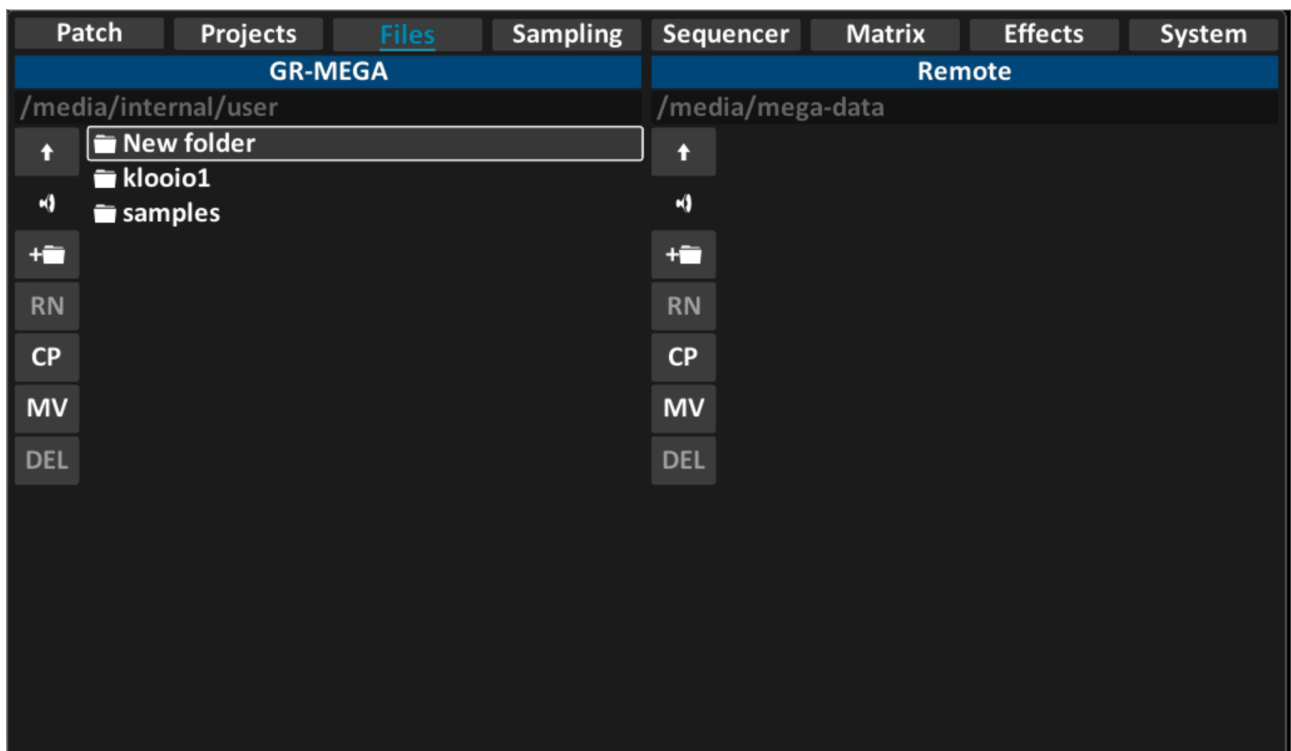 Patch Projects Files Sampling Sequencer Matrix Effects System
GR-MEGA
/media/internal/user
New folder
klooio1
samples
+
RN
CP
MV
DEL
Remote
/media/mega-data
+
RN
CP
MV
DEL